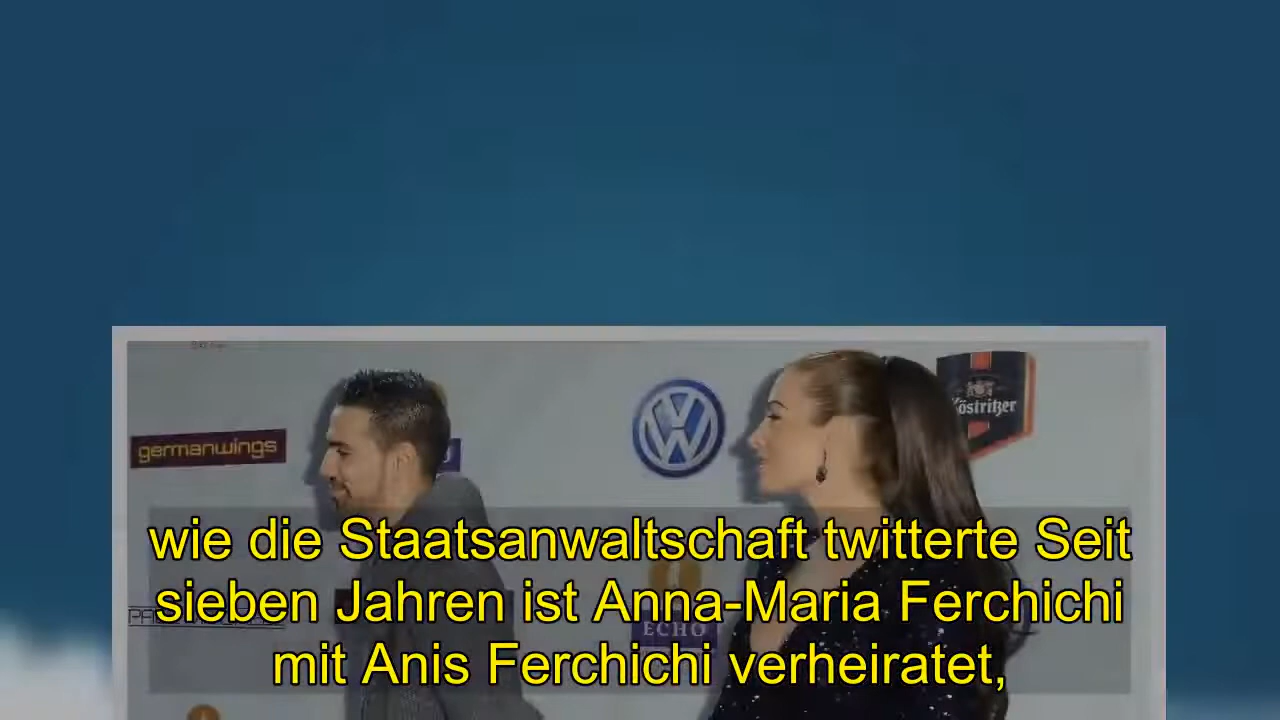 germanwings
Köstritzer
wie die Staatsanwaltschaft twitterte Seit
sieben Jahren ist Anna-Maria Ferchichi
ECHO
mit Anis Ferchichi verheiratet,